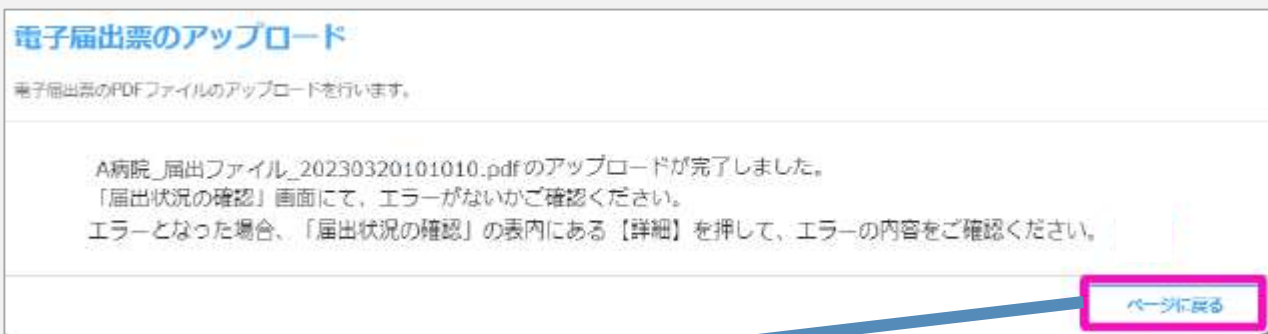 電子届出票のアップロード
電子届出票のPDFファイルのアップロードを行います。
A病院_届出ファイル_20230320101010.pdfのアップロードが完了しました。
「届出状況の確認」画面にて、エラーがないかご確認ください。
エラーとなった場合、「届出状況の確認」の表内にある【詳細】を押して、エラーの内容をご確認ください。
ページに戻る